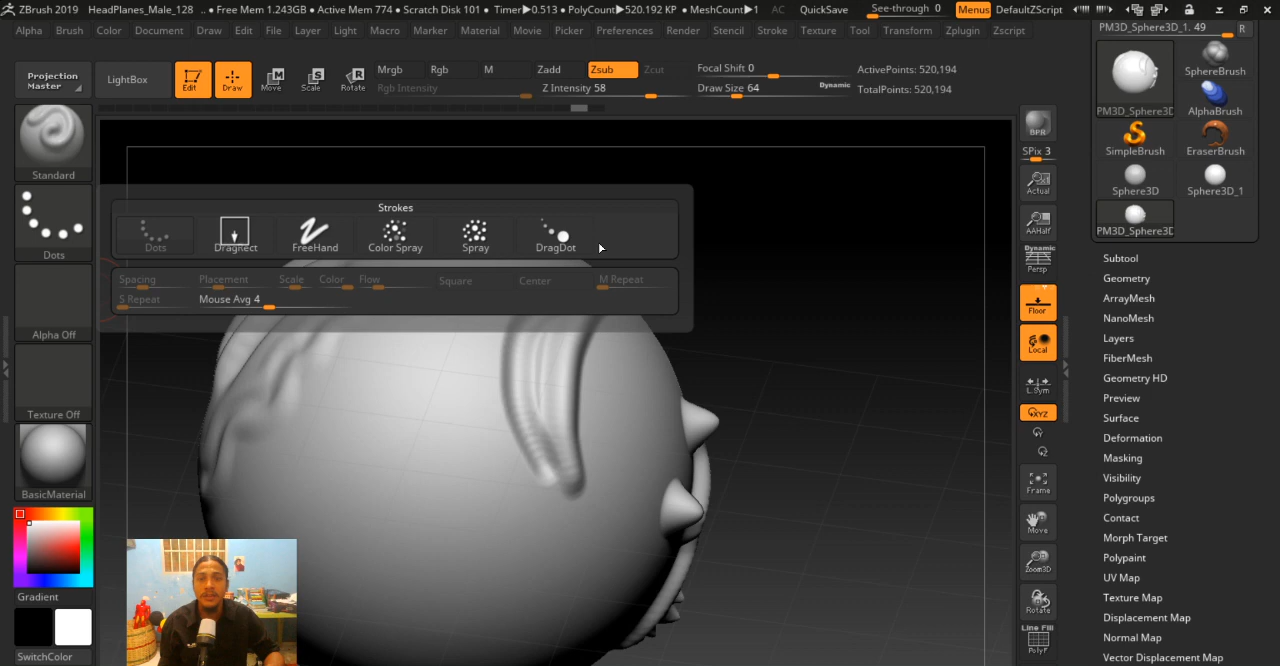 ZBrush 2019 HeadPlanes_Male_128 .. • Free Mem 1.243GB • Active Mem 774 • Scratch Disk 101 • Timer▶0.513 • PolyCount▶520.192 KP • MeshCount▶1 AC QuickSave See-through 0 Menus DefaultZScript
Alpha Brush Color Document Draw Edit File Layer Light Macro Marker Material Movie Picker Preferences Render Stencil Stroke Texture Tool Transform Zplugin Zscript
Projection Master
LightBox
Edit
Draw
Move
Scale
Rotate
Mrgb Rgb M
Rgb Intensity
Zadd Zsub Zcut
Z Intensity 58
Focal Shift 0
Draw Size 64
Dynamic
ActivePoints: 520,194
TotalPoints: 520,194
Standard
Dots
Alpha Off
Texture Off
BasicMaterial
Gradient
SwitchColor
Strokes
Dots DragRect FreeHand Color Spray Spray DragDot
Spacing Placement Scale Color Flow Square Center M Repeat
S Repeat Mouse Avg 4
BPR
SPix 3
Actual
AAHalf
Dynamic
Persp
Floor
Local
L.Sym
XYZ
Y
Z
Frame
Move
Zoom3D
Rotate
Line Fill
PolyF
PM3D_Sphere3D_1. 49 R
PM3D_Sphere3D
SphereBrush
AlphaBrush
SimpleBrush EraserBrush
Sphere3D Sphere3D_1
PM3D_Sphere3D
Subtool
Geometry
ArrayMesh
NanoMesh
Layers
FiberMesh
Geometry HD
Preview
Surface
Deformation
Masking
Visibility
Polygroups
Contact
Morph Target
Polypaint
UV Map
Texture Map
Displacement Map
Normal Map
Vector Displacement Map